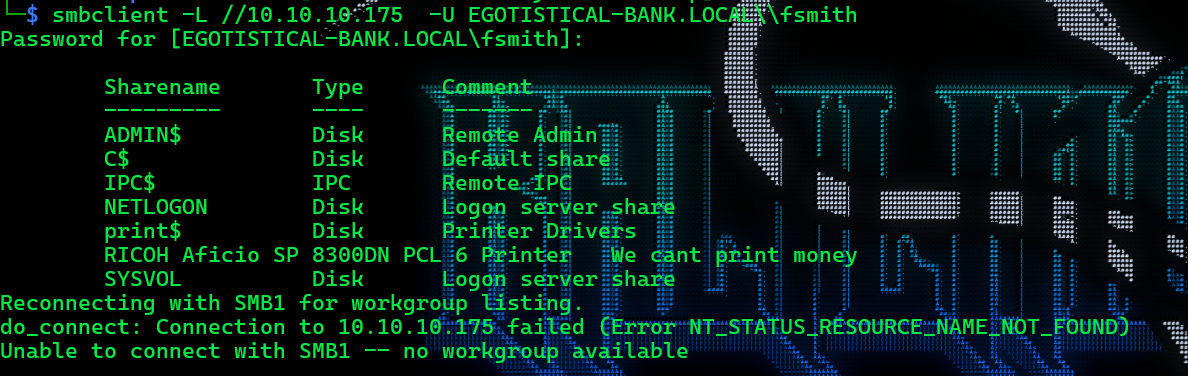 └─$ smbclient -L //10.10.10.175  -U EGOTISTICAL-BANK.LOCAL\\fsmith
Password for [EGOTISTICAL-BANK.LOCAL\fsmith]:
Sharename       Type      Comment
---------       ----      -------
ADMIN$          Disk      Remote Admin
C$              Disk      Default share
IPC$            IPC       Remote IPC
NETLOGON        Disk      Logon server share
print$          Disk      Printer Drivers
RICOH Aficio SP 8300DN PCL 6 Printer   We cant print money
SYSVOL          Disk      Logon server share
Reconnecting with SMB1 for workgroup listing.
do_connect: Connection to 10.10.10.175 failed (Error NT_STATUS_RESOURCE_NAME_NOT_FOUND)
Unable to connect with SMB1 -- no workgroup available